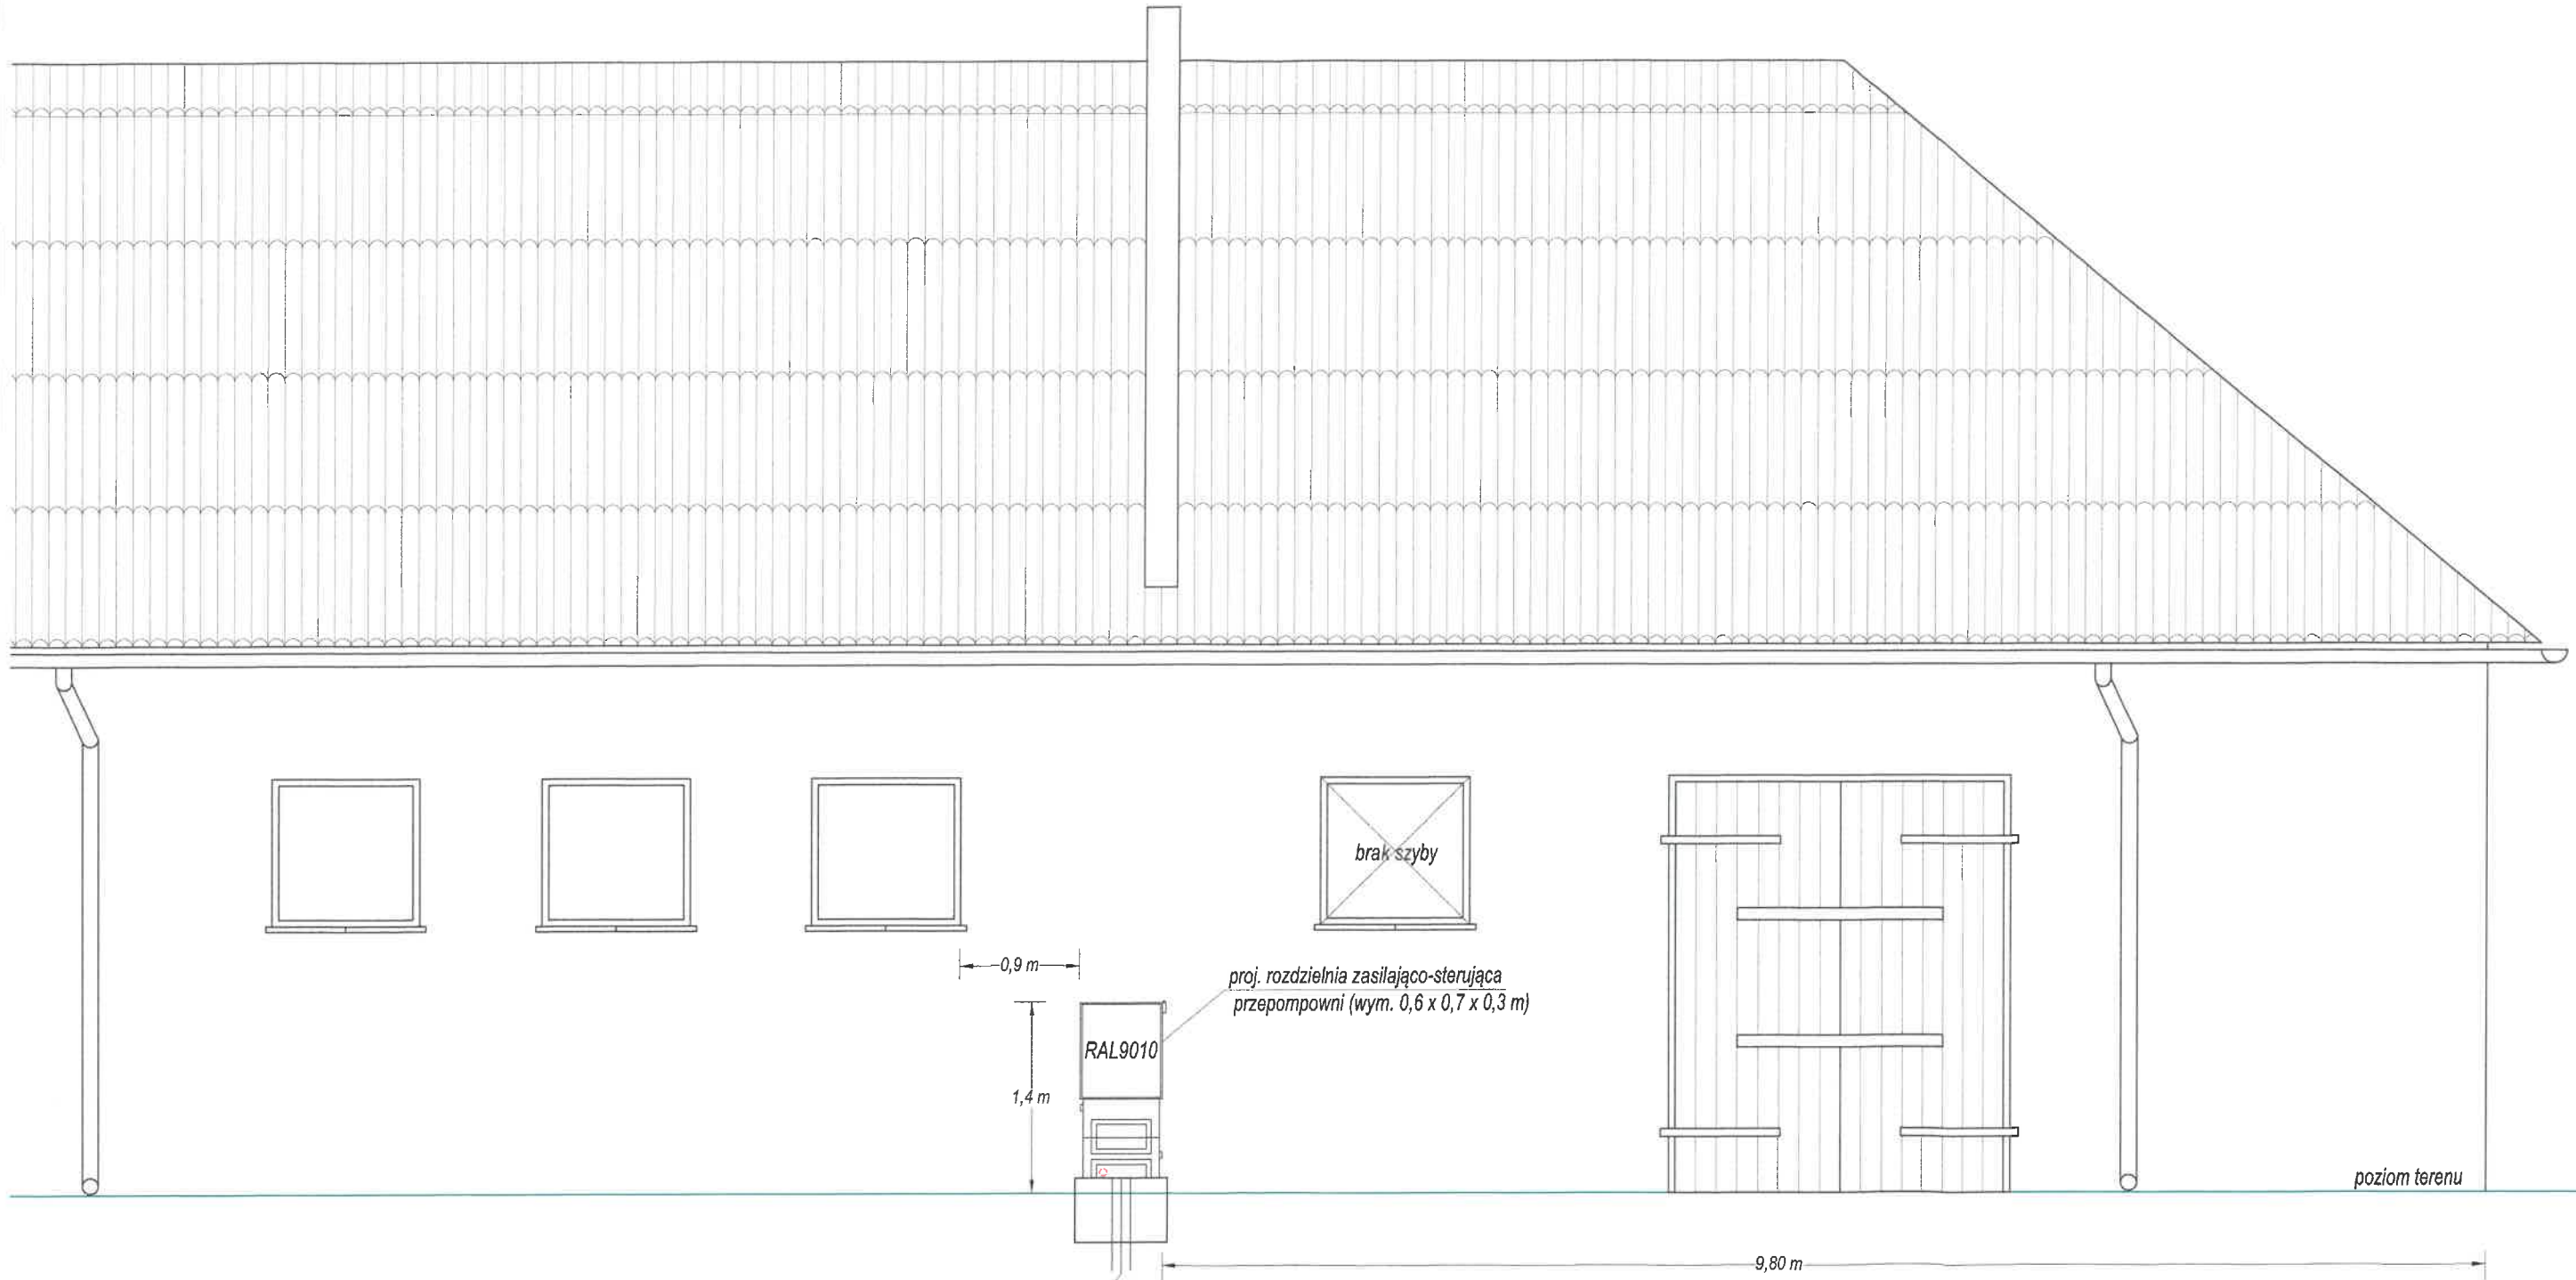 brak szyby
0,9 m
proj. rozdzielnia zasilająco-sterująca
przepompowni (wym. 0,6 x 0,7 x 0,3 m)
RAL9010
1,4 m
poziom terenu
9,80 m